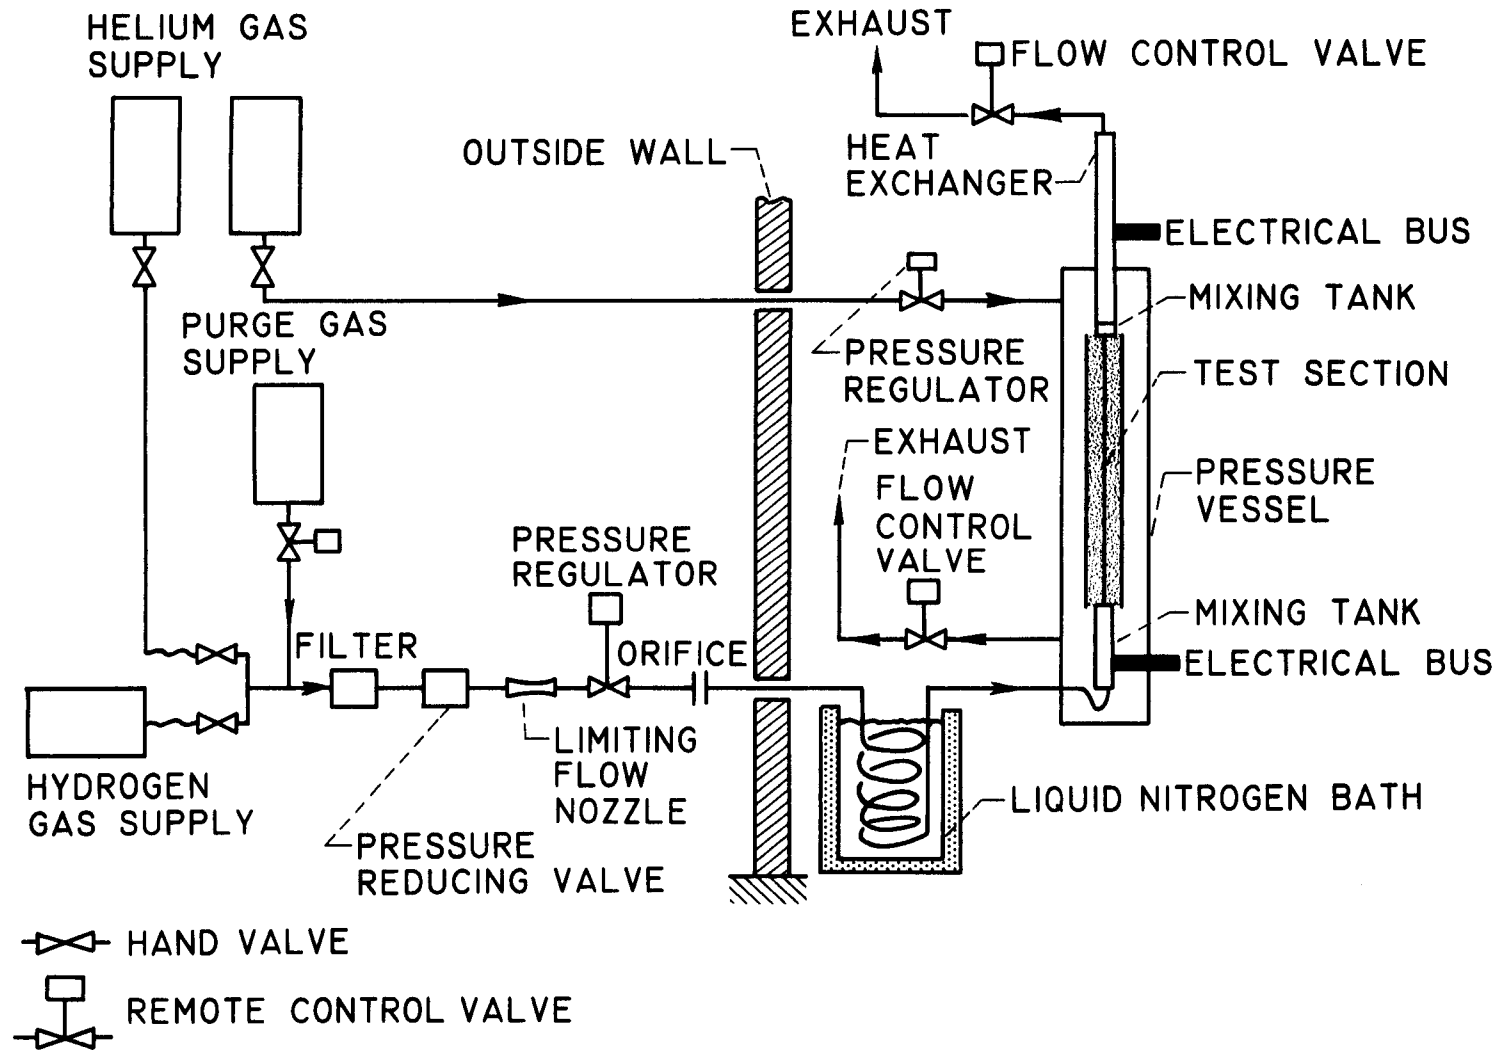 HELIUM GAS
SUPPLY
EXHAUST
FLOW CONTROL VALVE
OUTSIDE WALL
HEAT
EXCHANGER
ELECTRICAL BUS
MIXING TANK
PURGE GAS
SUPPLY
PRESSURE
REGULATOR
TEST SECTION
EXHAUST
FLOW
CONTROL
VALVE
PRESSURE
VESSEL
PRESSURE
REGULATOR
MIXING TANK
FILTER
ORIFICE
ELECTRICAL BUS
LIMITING
FLOW
NOZZLE
HYDROGEN
GAS SUPPLY
LIQUID NITROGEN BATH
PRESSURE
REDUCING VALVE
HAND VALVE
REMOTE CONTROL VALVE